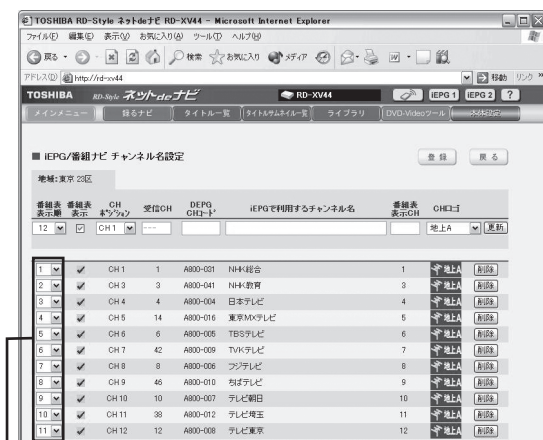 TOSHIBA RD-Style ネットdeナビ RD-XV44 - Microsoft Internet Explorer
ファイル(F) 編集(E) 表示(V) お気に入り(A) ツール(T) ヘルプ(H)
戻る 検索 お気に入り メディア
アドレス(D) http://rd-xv44 移動 リンク
TOSHIBA RD-Style ネットdeナビ RD-XV44 iEPG 1 iEPG 2 ?
メインメニュー 録るナビ タイトル一覧 タイトルサムネイル一覧 ライブラリ DVD-Videoツール 本体設定
■ iEPG/番組ナビ チャンネル名設定 登録 戻る
地域:東京 23区
番組表表示順 番組表表示 CHポジション 受信CH DEPG CHコード iEPGで利用するチャンネル名 番組表表示CH CHロゴ
12 CH 1 --- 地上A 更新
1 CH 1 1 A800-031 NHK総合 1 地上A 削除
2 CH 3 3 A800-041 NHK教育 3 地上A 削除
3 CH 4 4 A800-004 日本テレビ 4 地上A 削除
4 CH 5 14 A800-016 東京MXテレビ 5 地上A 削除
5 CH 6 6 A800-005 TBSテレビ 6 地上A 削除
6 CH 7 42 A800-009 TVKテレビ 7 地上A 削除
7 CH 8 8 A800-006 フジテレビ 8 地上A 削除
8 CH 9 46 A800-010 ちばテレビ 9 地上A 削除
9 CH 10 10 A800-007 テレビ朝日 10 地上A 削除
10 CH 11 38 A800-012 テレビ埼玉 11 地上A 削除
11 CH 12 12 A800-008 テレビ東京 12 地上A 削除